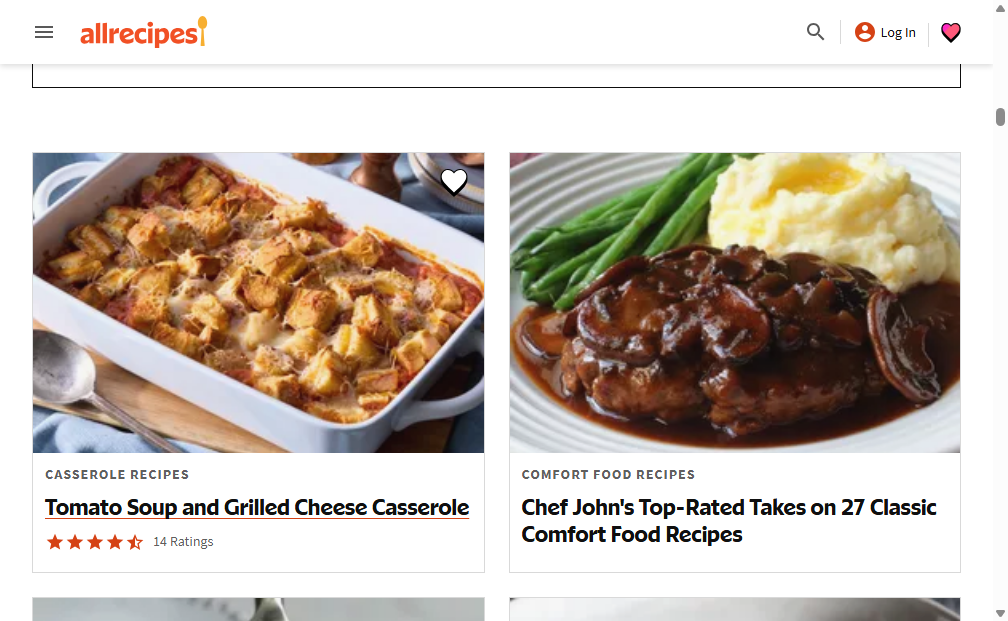 allrecipes
Log In
CASSEROLE RECIPES
Tomato Soup and Grilled Cheese Casserole
14 Ratings
COMFORT FOOD RECIPES
Chef John's Top-Rated Takes on 27 Classic
Comfort Food Recipes